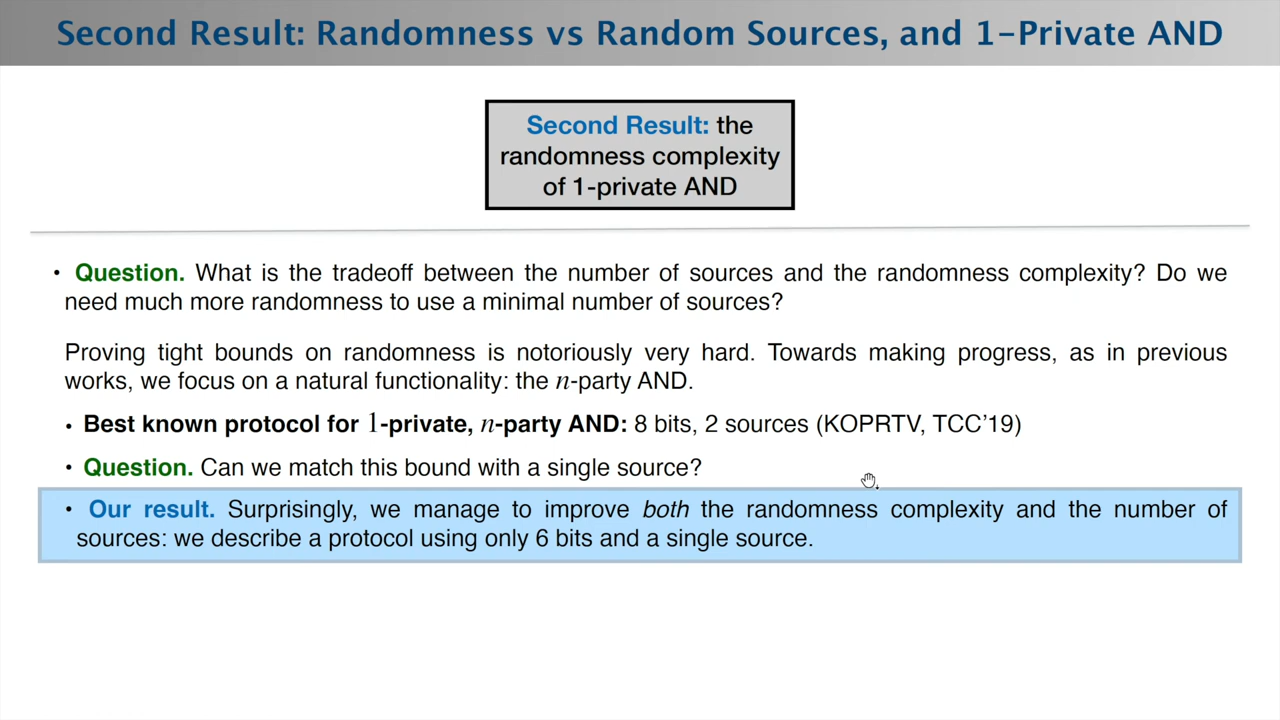 Second Result: Randomness vs Random Sources, and 1-Private AND
Second Result: the
randomness complexity
of 1-private AND
• Question. What is the tradeoff between the number of sources and the randomness complexity? Do we
need much more randomness to use a minimal number of sources?
Proving tight bounds on randomness is notoriously very hard. Towards making progress, as in previous
works, we focus on a natural functionality: the n-party AND.
• Best known protocol for 1-private, n-party AND: 8 bits, 2 sources (KOPRTV, TCC’19)
• Question. Can we match this bound with a single source?
• Our result. Surprisingly, we manage to improve both the randomness complexity and the number of
sources: we describe a protocol using only 6 bits and a single source.